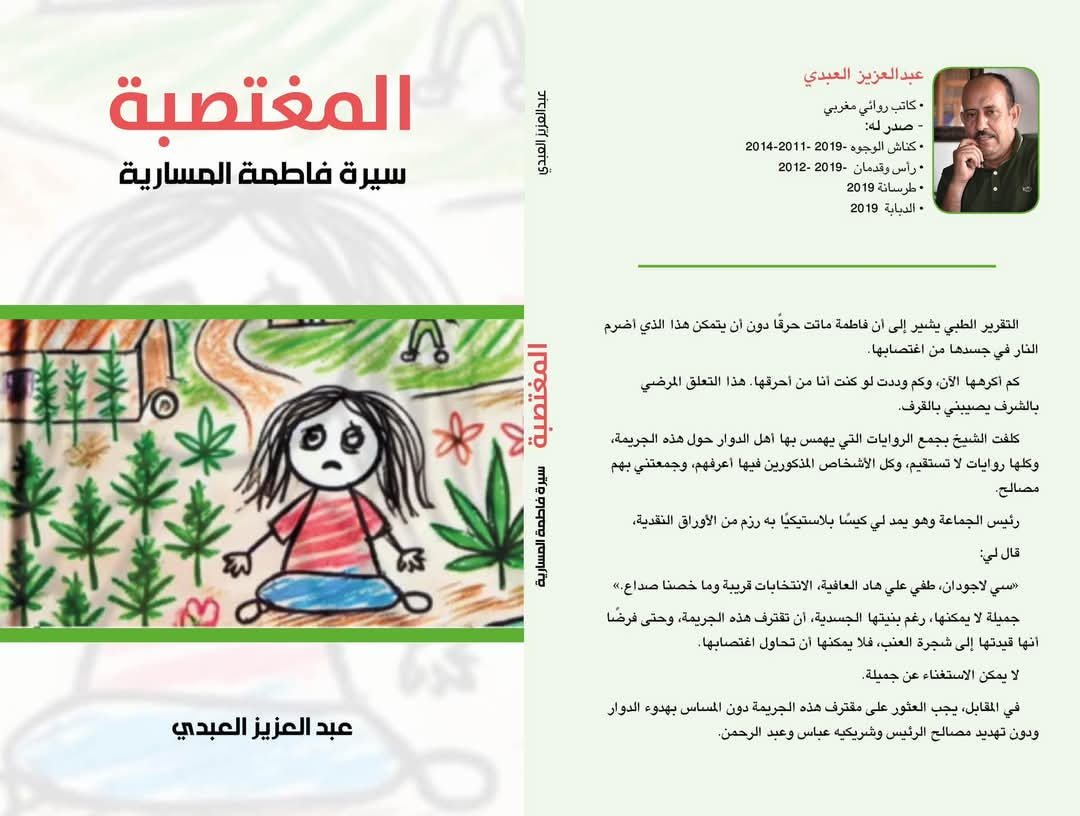 المغتصبة
سيرة فاطمة المسارية
عبد العزيز العبدي
عبدالعزيز العبدي
المغتصبة
سيرة فاطمة المسارية
عبدالعزيز العبدي
• كاتب روائي مغربي
- صدر له:
• كناش الوجوه -2019 -2011-2014
• رأس وقدمان -2019 -2012
• طرسانة 2019
• الدبابة 2019
التقرير الطبي يشير إلى أن فاطمة ماتت حرقًا دون أن يتمكن هذا الذي أضرم
النار في جسدها من اغتصابها.
كم أكرهها الآن، وكم وددت لو كنت أنا من أحرقها. هذا التعلق المرضي
بالشرف يصيبني بالقرف.
كلفت الشيخ بجمع الروايات التي يهمس بها أهل الدوار حول هذه الجريمة،
وكلها روايات لا تستقيم، وكل الأشخاص المذكورين فيها أعرفهم، وجمعتني بهم
مصالح.
رئيس الجماعة وهو يمد لي كيسًا بلاستيكيًا به رزم من الأوراق النقدية،
قال لي:
«سي لاجودان، طفي علي هاد العافية، الانتخابات قريبة وما خصنا صداع.»
جميلة لا يمكنها، رغم بنيتها الجسدية، أن تقترف هذه الجريمة، وحتى فرضًا
أنها قيدتها إلى شجرة العنب، فلا يمكنها أن تحاول اغتصابها.
لا يمكن الاستغناء عن جميلة.
في المقابل، يجب العثور على مقترف هذه الجريمة دون المساس بهدوء الدوار
ودون تهديد مصالح الرئيس وشريكيه عباس وعبد الرحمن.